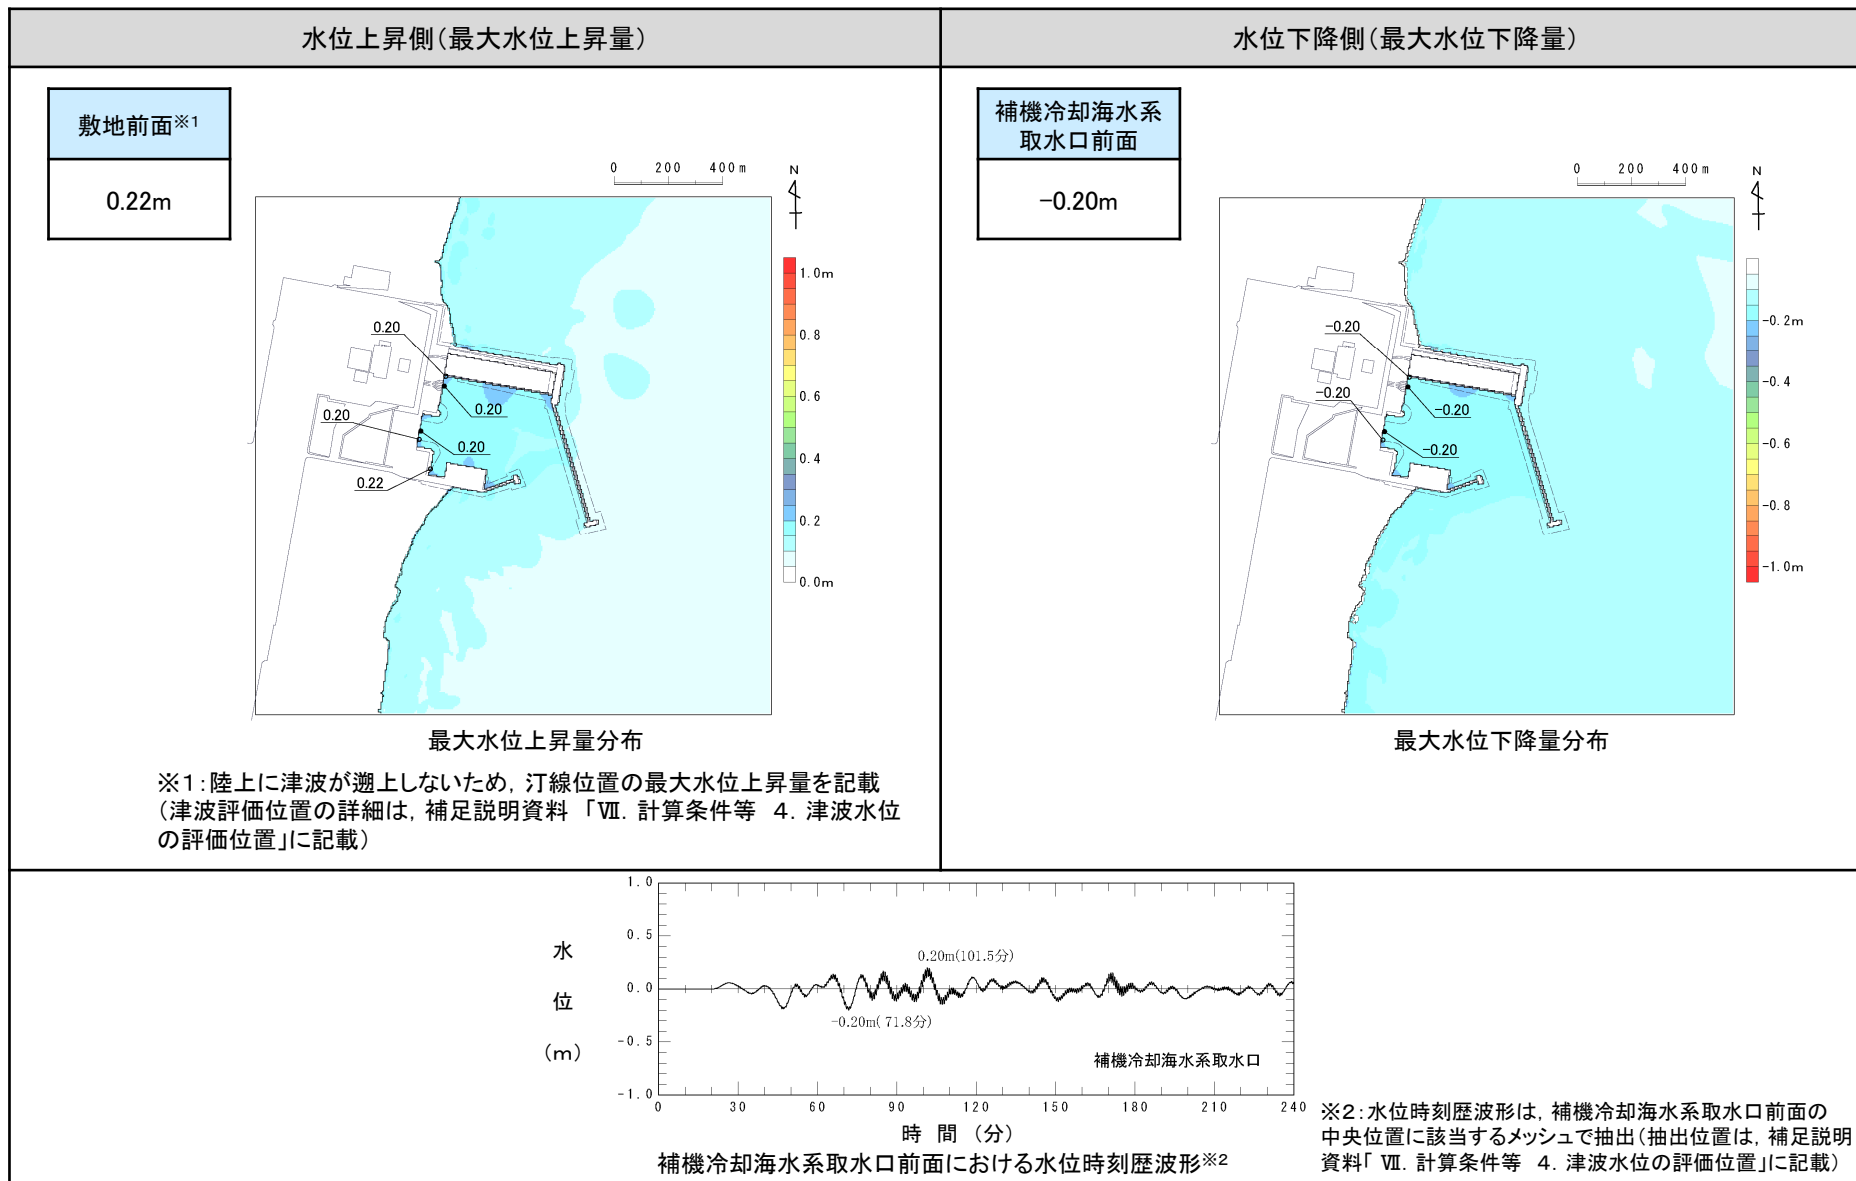 水位上昇側（最大水位上昇量）
敷地前面※1
0.22m
0 200 400m
N
1.0m
0.8
0.6
0.4
0.2
0.0m
0.20
0.20
0.20
0.20
0.22
最大水位上昇量分布
※1：陸上に津波が遡上しないため，汀線位置の最大水位上昇量を記載
（津波評価位置の詳細は，補足説明資料 「Ⅶ．計算条件等 ４．津波水位
の評価位置」に記載）
水位下降側（最大水位下降量）
補機冷却海水系
取水口前面
-0.20m
0 200 400m
N
-0.2m
-0.4
-0.6
-0.8
-1.0m
-0.20
-0.20
-0.20
-0.20
最大水位下降量分布
水
位
（m）
1.0
0.5
0.0
-0.5
-1.0
0.20m(101.5分)
-0.20m( 71.8分)
補機冷却海水系取水口
0 30 60 90 120 150 180 210 240
時 間 （分）
補機冷却海水系取水口前面における水位時刻歴波形※2
※2：水位時刻歴波形は，補機冷却海水系取水口前面の
中央位置に該当するメッシュで抽出（抽出位置は，補足説明
資料「 Ⅶ．計算条件等 ４．津波水位の評価位置」に記載）